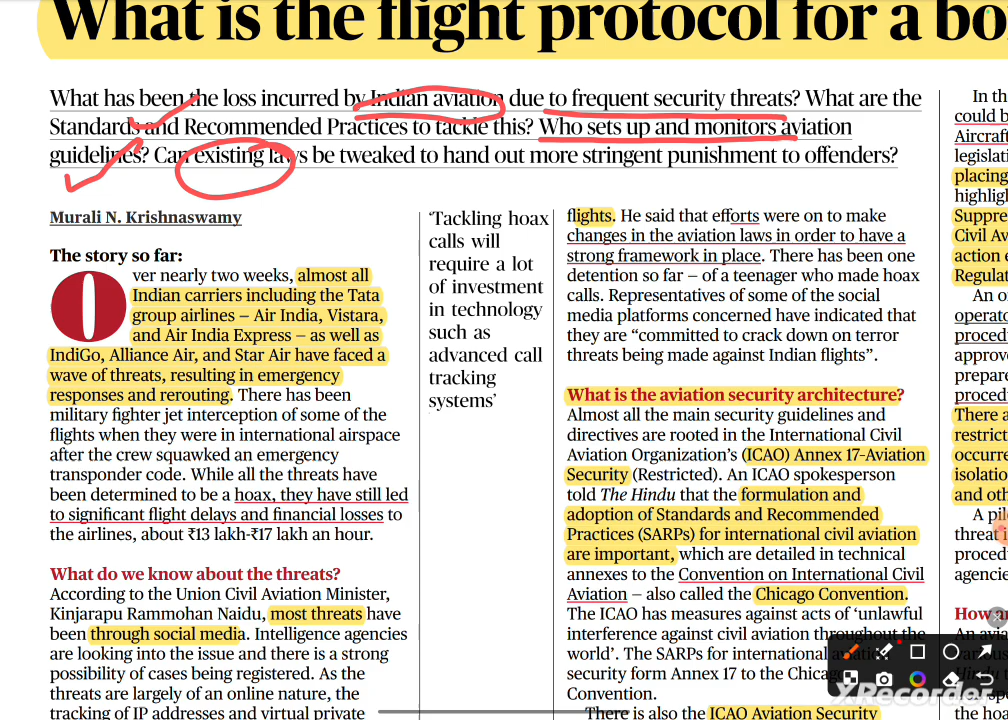 What is the flight protocol for a
What has been the loss incurred by Indian aviation due to frequent security threats? What are the
Standards and Recommended Practices to tackle this? Who sets up and monitors aviation
guidelines? Can existing laws be tweaked to hand out more stringent punishment to offenders?
Murali N. Krishnaswamy
The story so far:
Over nearly two weeks, almost all
Indian carriers including the Tata
group airlines – Air India, Vistara,
and Air India Express – as well as
IndiGo, Alliance Air, and Star Air have faced a
wave of threats, resulting in emergency
responses and rerouting. There has been
military fighter jet interception of some of the
flights when they were in international airspace
after the crew squawked an emergency
transponder code. While all the threats have
been determined to be a hoax, they have still led
to significant flight delays and financial losses to
the airlines, about ₹13 lakh-₹17 lakh an hour.
What do we know about the threats?
According to the Union Civil Aviation Minister,
Kinjarapu Rammohan Naidu, most threats have
been through social media. Intelligence agencies
are looking into the issue and there is a strong
possibility of cases being registered. As the
threats are largely of an online nature, the
tracking of IP addresses and virtual private
‘Tackling hoax
calls will
require a lot
of investment
in technology
such as
advanced call
tracking
systems’
flights. He said that efforts were on to make
changes in the aviation laws in order to have a
strong framework in place. There has been one
detention so far – of a teenager who made hoax
calls. Representatives of some of the social
media platforms concerned have indicated that
they are “committed to crack down on terror
threats being made against Indian flights”.
What is the aviation security architecture?
Almost all the main security guidelines and
directives are rooted in the International Civil
Aviation Organization’s (ICAO) Annex 17-Aviation
Security (Restricted). An ICAO spokesperson
told The Hindu that the formulation and
adoption of Standards and Recommended
Practices (SARPs) for international civil aviation
are important, which are detailed in technical
annexes to the Convention on International Civil
Aviation – also called the Chicago Convention.
The ICAO has measures against acts of ‘unlawful
interference against civil aviation throughout the
world’. The SARPs for international aviation
security form Annex 17 to the Chicago
Convention.
There is also the ICAO Aviation Security
In th
could b
Aircraf
legislati
placing
highligh
Suppre
Civil Av
action
Regulat
An o
operato
proced
approv
prepare
proced
There a
restrict
occurre
isolatio
and oth
A pil
threat i
proced
agencie
How a
XRecorder